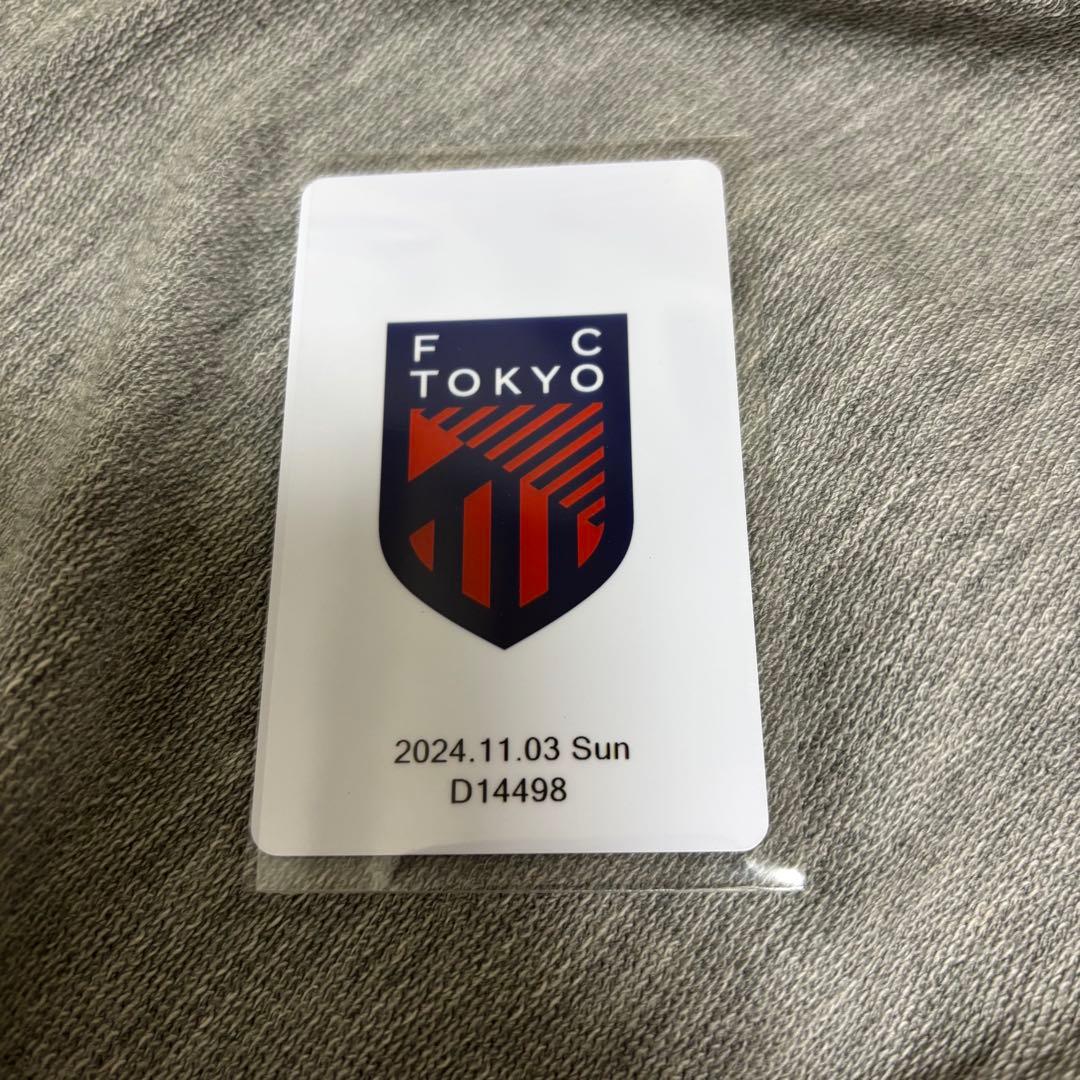 F C
TOKYO
2024.11.03 Sun
D14498